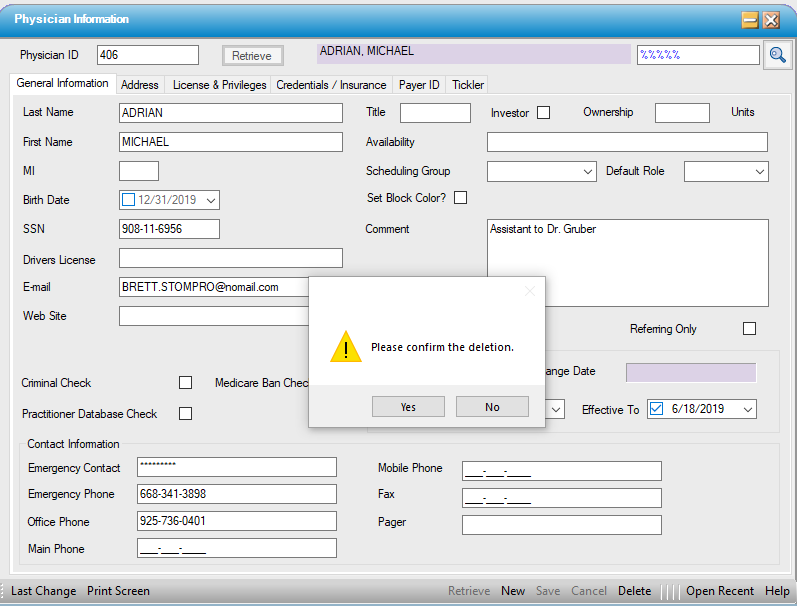 Physician Information
Physician ID 406 Retrieve ADRIAN, MICHAEL %%%%%
General Information Address License & Privileges Credentials / Insurance Payer ID Tickler
Last Name ADRIAN Title Investor Ownership Units
First Name MICHAEL Availability
MI Scheduling Group Default Role
Birth Date 12/31/2019 Set Block Color?
SSN 908-11-6956 Comment Assistant to Dr. Gruber
Drivers License
E-mail BRETT.STOMPRO@nomail.com
Web Site
Referring Only
Please confirm the deletion.
Yes No
ange Date
Criminal Check Medicare Ban Chec
Practitioner Database Check Effective To 6/18/2019
Contact Information
Emergency Contact ********* Mobile Phone ___-___-____
Emergency Phone 668-341-3898 Fax ___-___-____
Office Phone 925-736-0401 Pager
Main Phone ___-___-____
Last Change Print Screen Retrieve New Save Cancel Delete Open Recent Help